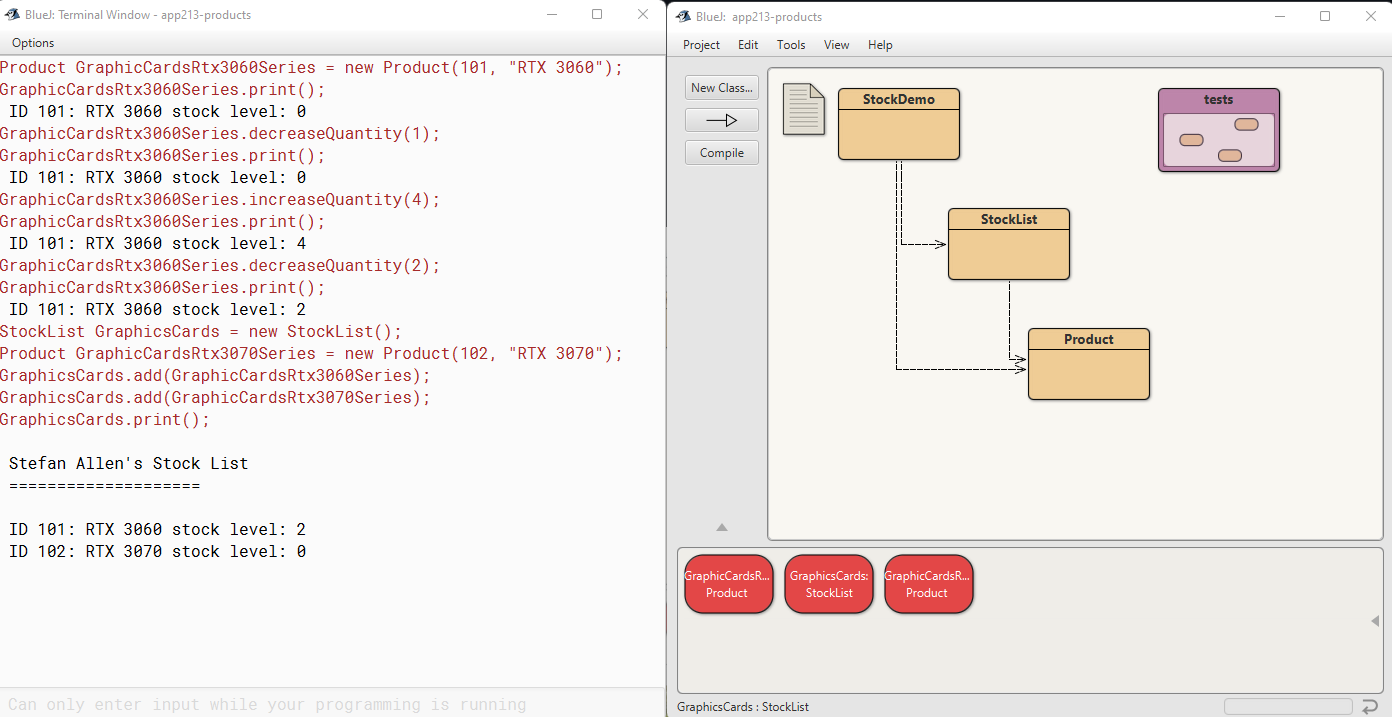 BlueJ: Terminal Window - app213-products
Options
Product GraphicCardsRtx3060Series = new Product(101, "RTX 3060");
GraphicCardsRtx3060Series.print();
ID 101: RTX 3060 stock level: 0
GraphicCardsRtx3060Series.decreaseQuantity(1);
GraphicCardsRtx3060Series.print();
ID 101: RTX 3060 stock level: 0
GraphicCardsRtx3060Series.increaseQuantity(4);
GraphicCardsRtx3060Series.print();
ID 101: RTX 3060 stock level: 4
GraphicCardsRtx3060Series.decreaseQuantity(2);
GraphicCardsRtx3060Series.print();
ID 101: RTX 3060 stock level: 2
StockList GraphicsCards = new StockList();
Product GraphicCardsRtx3070Series = new Product(102, "RTX 3070");
GraphicsCards.add(GraphicCardsRtx3060Series);
GraphicsCards.add(GraphicCardsRtx3070Series);
GraphicsCards.print();
Stefan Allen's Stock List
====================
ID 101: RTX 3060 stock level: 2
ID 102: RTX 3070 stock level: 0
Can only enter input while your programming is running
BlueJ: app213-products
Project Edit Tools View Help
New Class...
Compile
StockDemo
tests
StockList
Product
GraphicCardsR...
Product
GraphicsCards:
StockList
GraphicCardsR...
Product
GraphicsCards : StockList